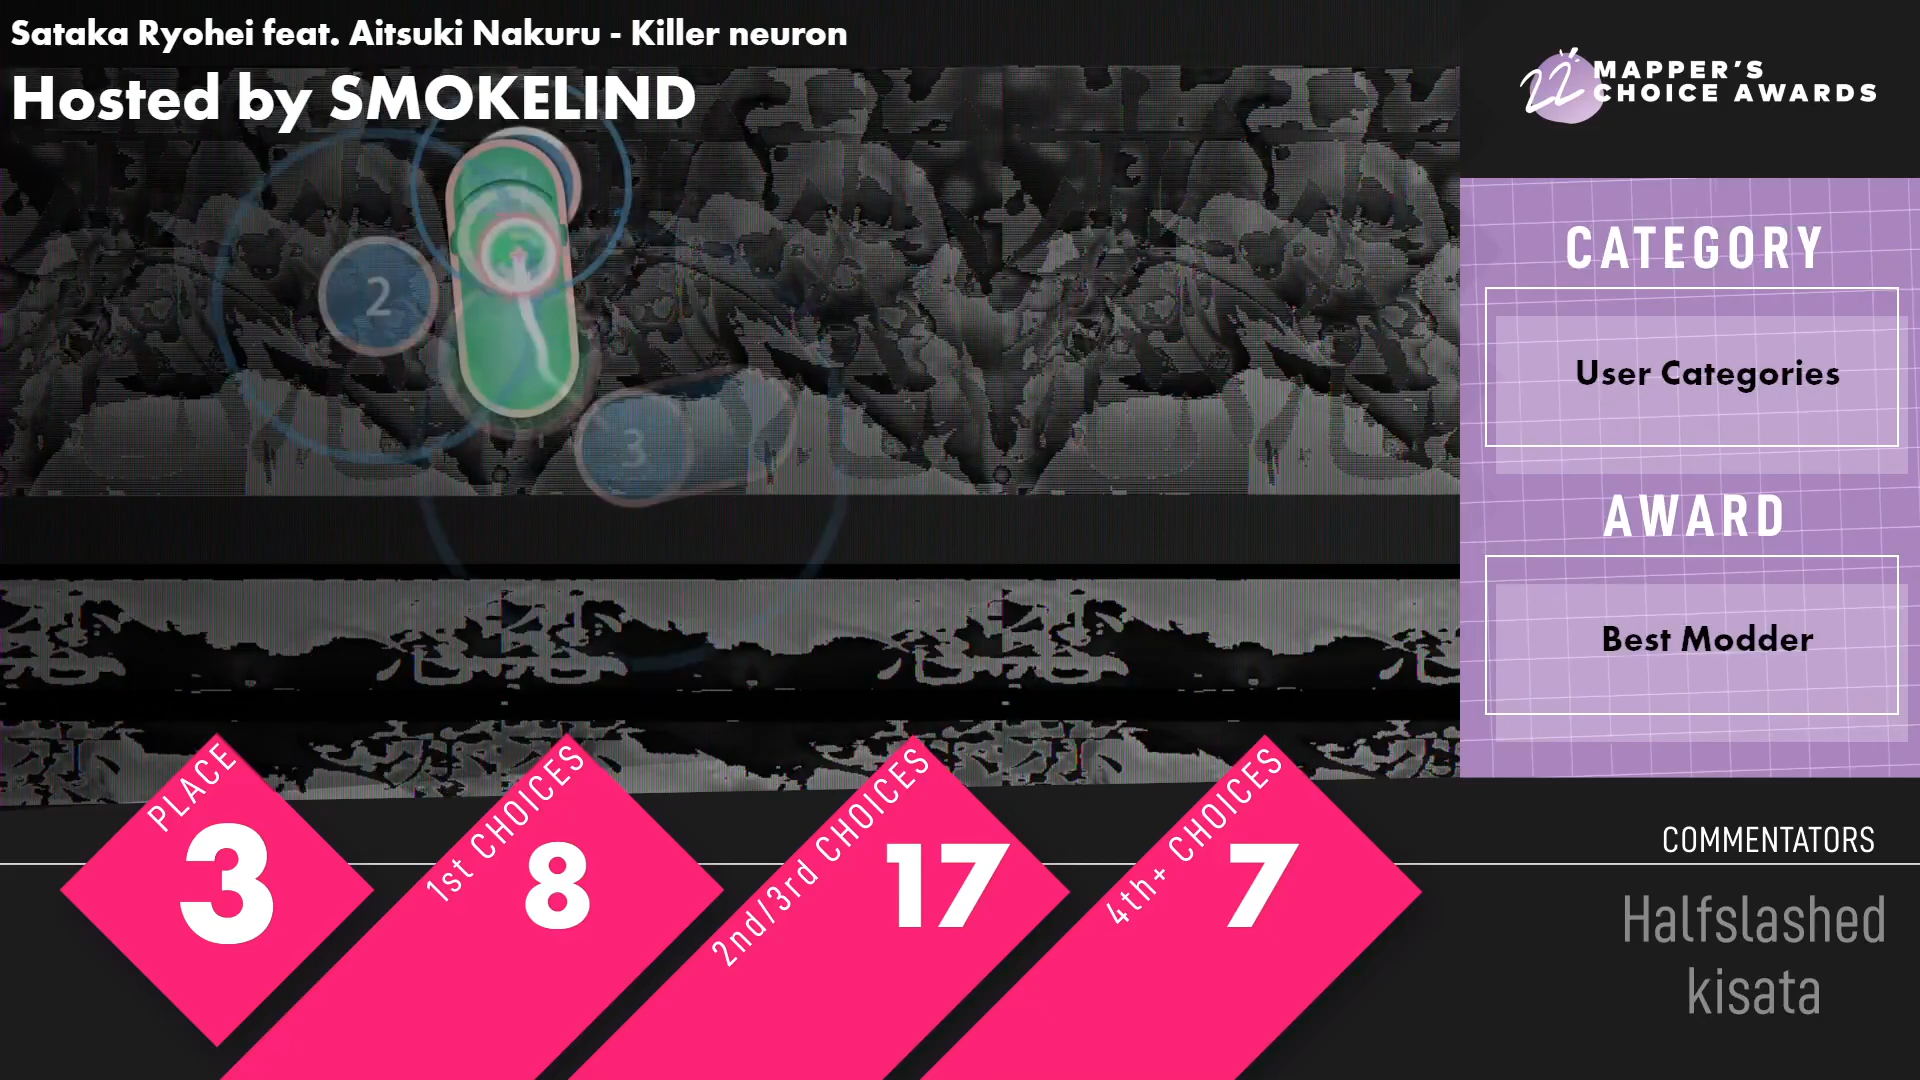 Sataka Ryohei feat. Aitsuki Nakuru - Killer neuron
Hosted by SMOKELIND
22 MAPPER'S
CHOICE AWARDS
CATEGORY
User Categories
AWARD
Best Modder
2
3
PLACE
3
1st CHOICES
8
2nd/3rd CHOICES
17
4th+ CHOICES
7
COMMENTATORS
Halfslashed
kisata